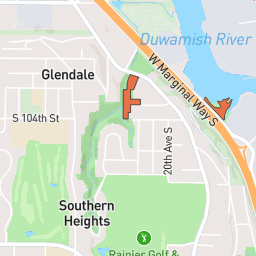 Duwamish River
W Marginal Way S
Glendale
S 104th St
20th Ave S
Southern
Heights
Rainier Golf &